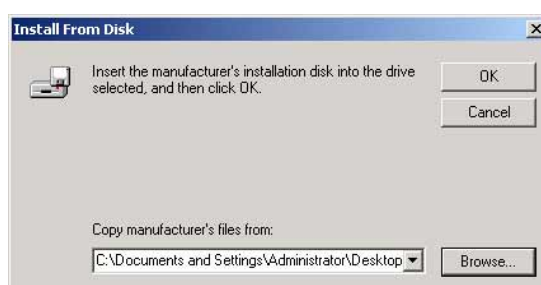 Install From Disk
Insert the manufacturer's installation disk into the drive
selected, and then click OK.
OK
Cancel
Copy manufacturer's files from:
C:\Documents and Settings\Administrator\Desktop
Browse...